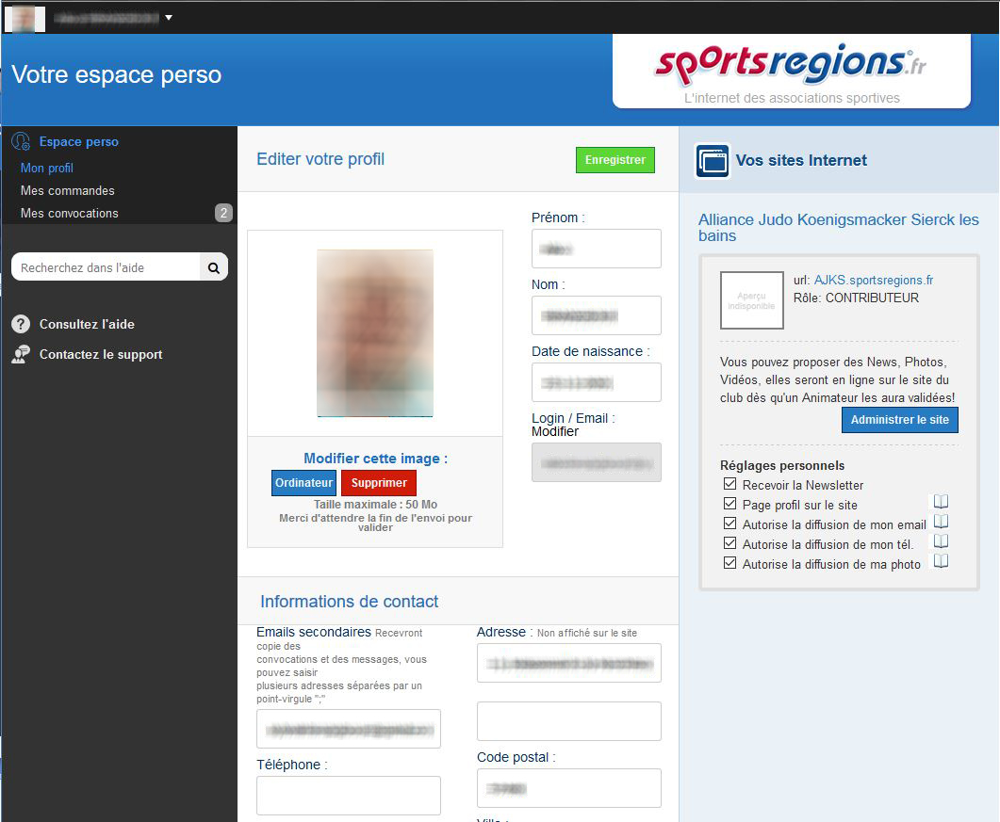 Votre espace perso
sportsregions.fr
L'internet des associations sportives
Espace perso
Mon profil
Mes commandes
Mes convocations
2
Recherchez dans l'aide
? Consultez l'aide
Contactez le support
Editer votre profil
Enregistrer
Modifier cette image :
Ordinateur
Supprimer
Taille maximale : 50 Mo
Merci d'attendre la fin de l'envoi pour
valider
Prénom :
Nom :
Date de naissance :
Login / Email :
Modifier
Informations de contact
Emails secondaires Recevront
copie des
convocations et des messages, vous
pouvez saisir
plusieurs adresses séparées par un
point-virgule ";"
Téléphone :
Adresse : Non affiché sur le site
Code postal :
Ville :
Vos sites Internet
Alliance Judo Koenigsmacker Sierck les
bains
Aperçu
indisponible
url: AJKS.sportsregions.fr
Rôle: CONTRIBUTEUR
Vous pouvez proposer des News, Photos,
Vidéos, elles seront en ligne sur le site du
club dès qu'un Animateur les aura validées!
Administrer le site
Réglages personnels
Recevoir la Newsletter
Page profil sur le site
Autorise la diffusion de mon email
Autorise la diffusion de mon tél.
Autorise la diffusion de ma photo